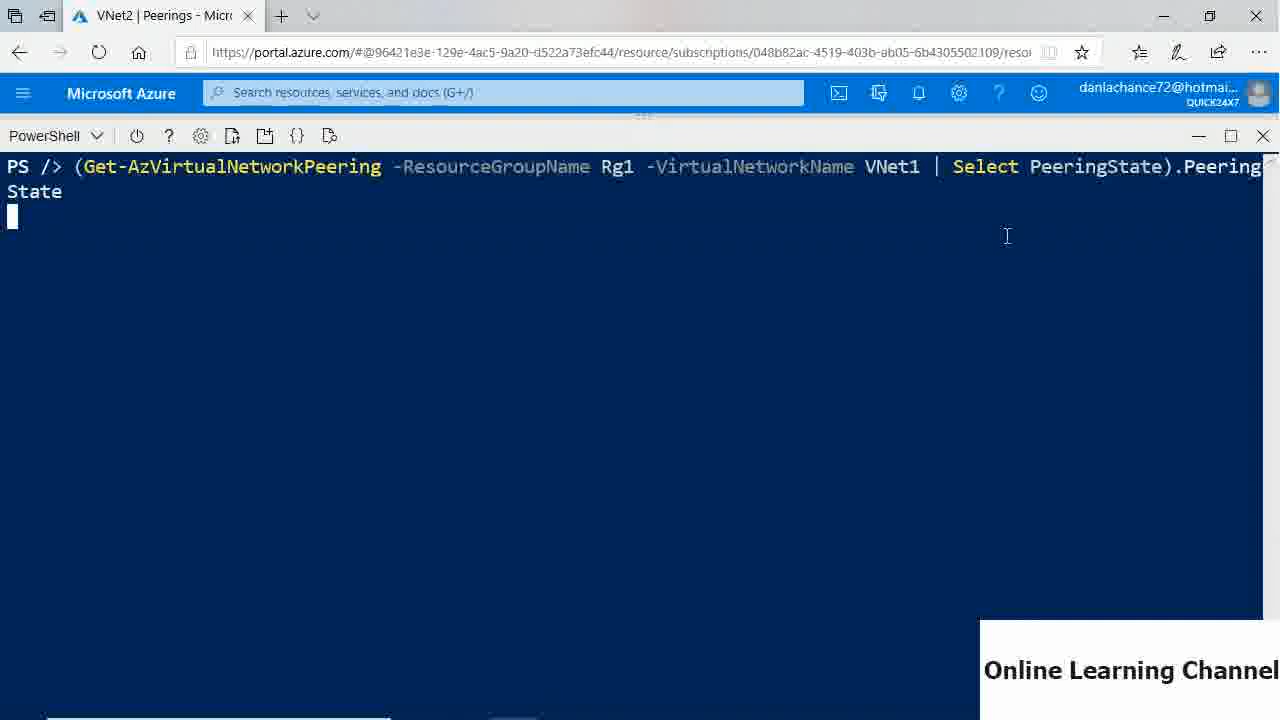 VNet2 | Peerings - Micr
https://portal.azure.com/#@96421e3e-129e-4ac5-9a20-d522a73efc44/resource/subscriptions/048b82ac-4519-403b-ab05-6b4305502109/resou
Microsoft Azure
Search resources, services, and docs (G+/)
danlachance72@hotmai...
QUICK24X7
PowerShell
PS /> (Get-AzVirtualNetworkPeering -ResourceGroupName Rg1 -VirtualNetworkName VNet1 | Select PeeringState).Peering
State
Online Learning Channel